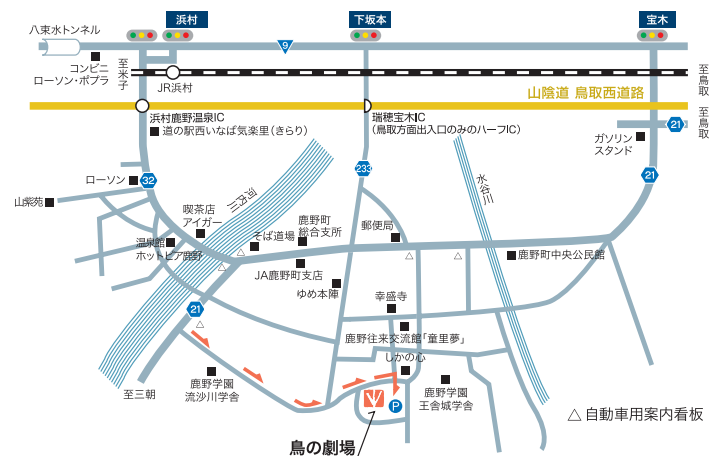 浜村
下坂本
宝木
八束水トンネル
9
コンビニ
ローソン・ポプラ
至米子
JR浜村
至鳥取
山陰道 鳥取西道路
至鳥取
浜村鹿野温泉IC
道の駅西いなば気楽里(きらり)
瑞穂宝木IC
(鳥取方面出入口のみのハーフIC)
21
ガソリン
スタンド
ローソン
32
233
21
山紫苑
喫茶店
アイガー
河内川
水谷川
温泉館
ホットピア鹿野
そば道場
鹿野町
総合支所
郵便局
JA鹿野町支店
鹿野町中央公民館
ゆめ本陣
幸盛寺
21
鹿野往来交流館「童里夢」
しかの心
鹿野学園
流沙川学舎
鹿野学園
王舎城学舎
至三朝
P
△自動車用案内看板
鳥の劇場